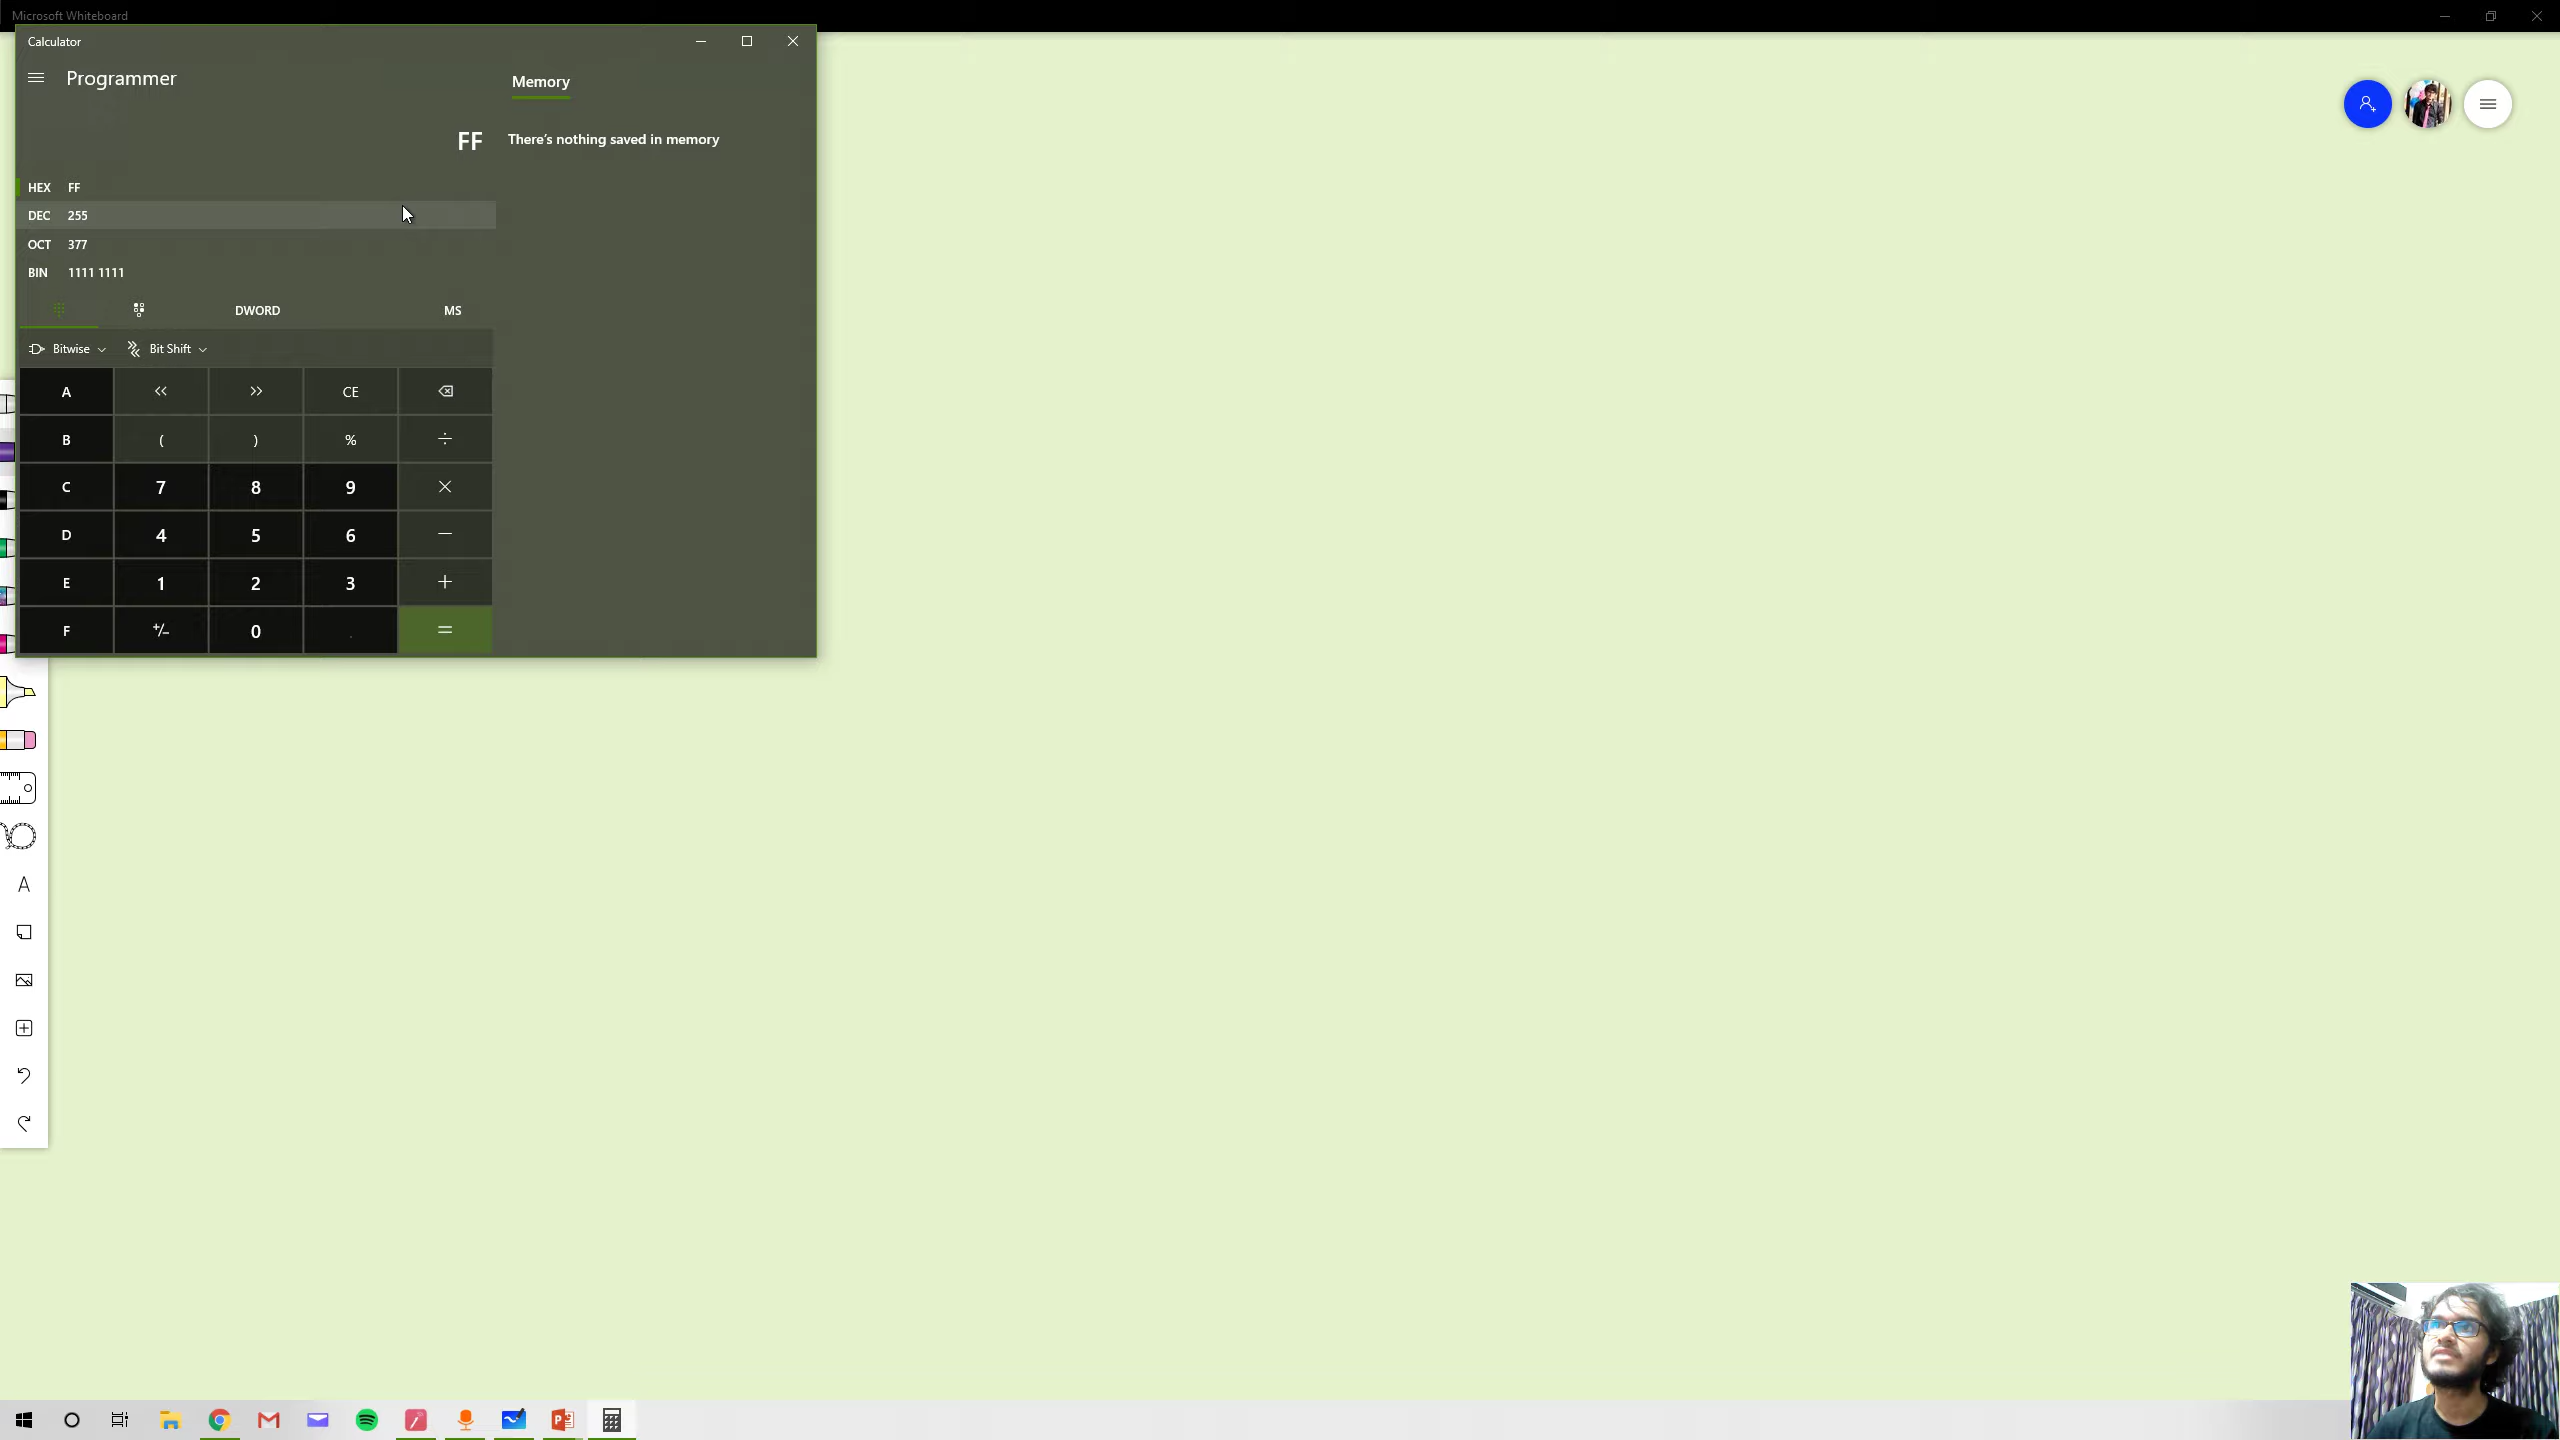 Microsoft Whiteboard
Calculator
Programmer
Memory
FF
There's nothing saved in memory
HEX FF
DEC 255
OCT 377
BIN 1111 1111
DWORD MS
Bitwise Bit Shift
A << >> CE
B ( ) % ÷
C 7 8 9 ×
D 4 5 6 −
E 1 2 3 +
F +/− 0 . =
A